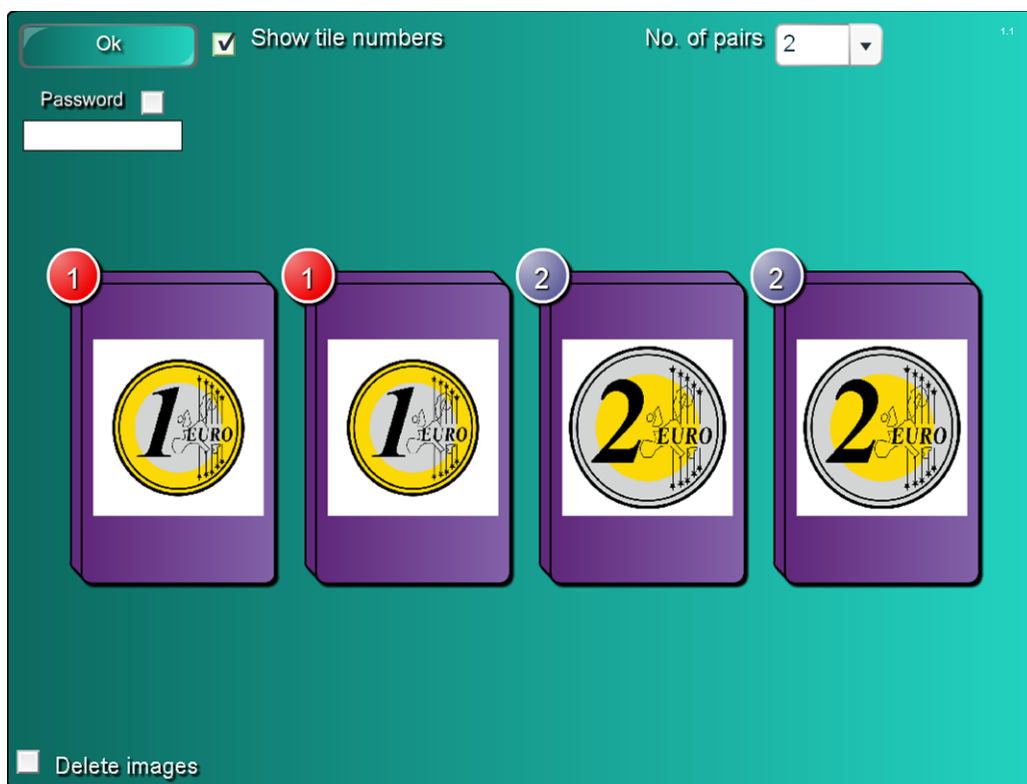 Ok
Show tile numbers
No. of pairs
2
1.1
Password
1
1
2
2
1
EURO
1
EURO
2
EURO
2
EURO
Delete images